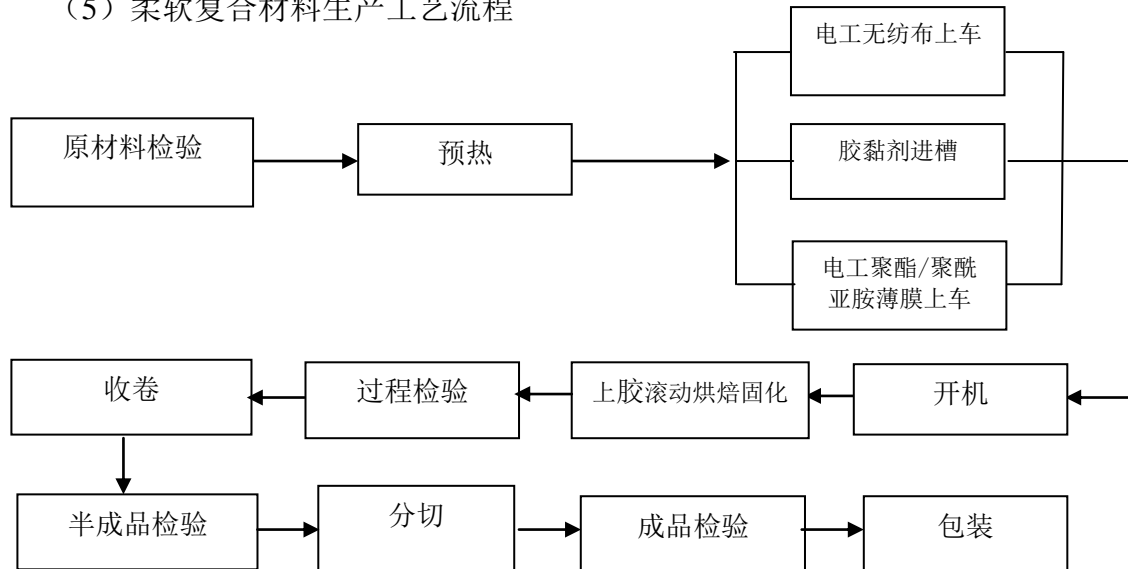 （5）柔软复合材料生产工艺流程
电工无纺布上车
原材料检验
预热
胶黏剂进槽
电工聚酯/聚酰
亚胺薄膜上车
收卷
过程检验
上胶滚动烘焙固化
开机
半成品检验
分切
成品检验
包装